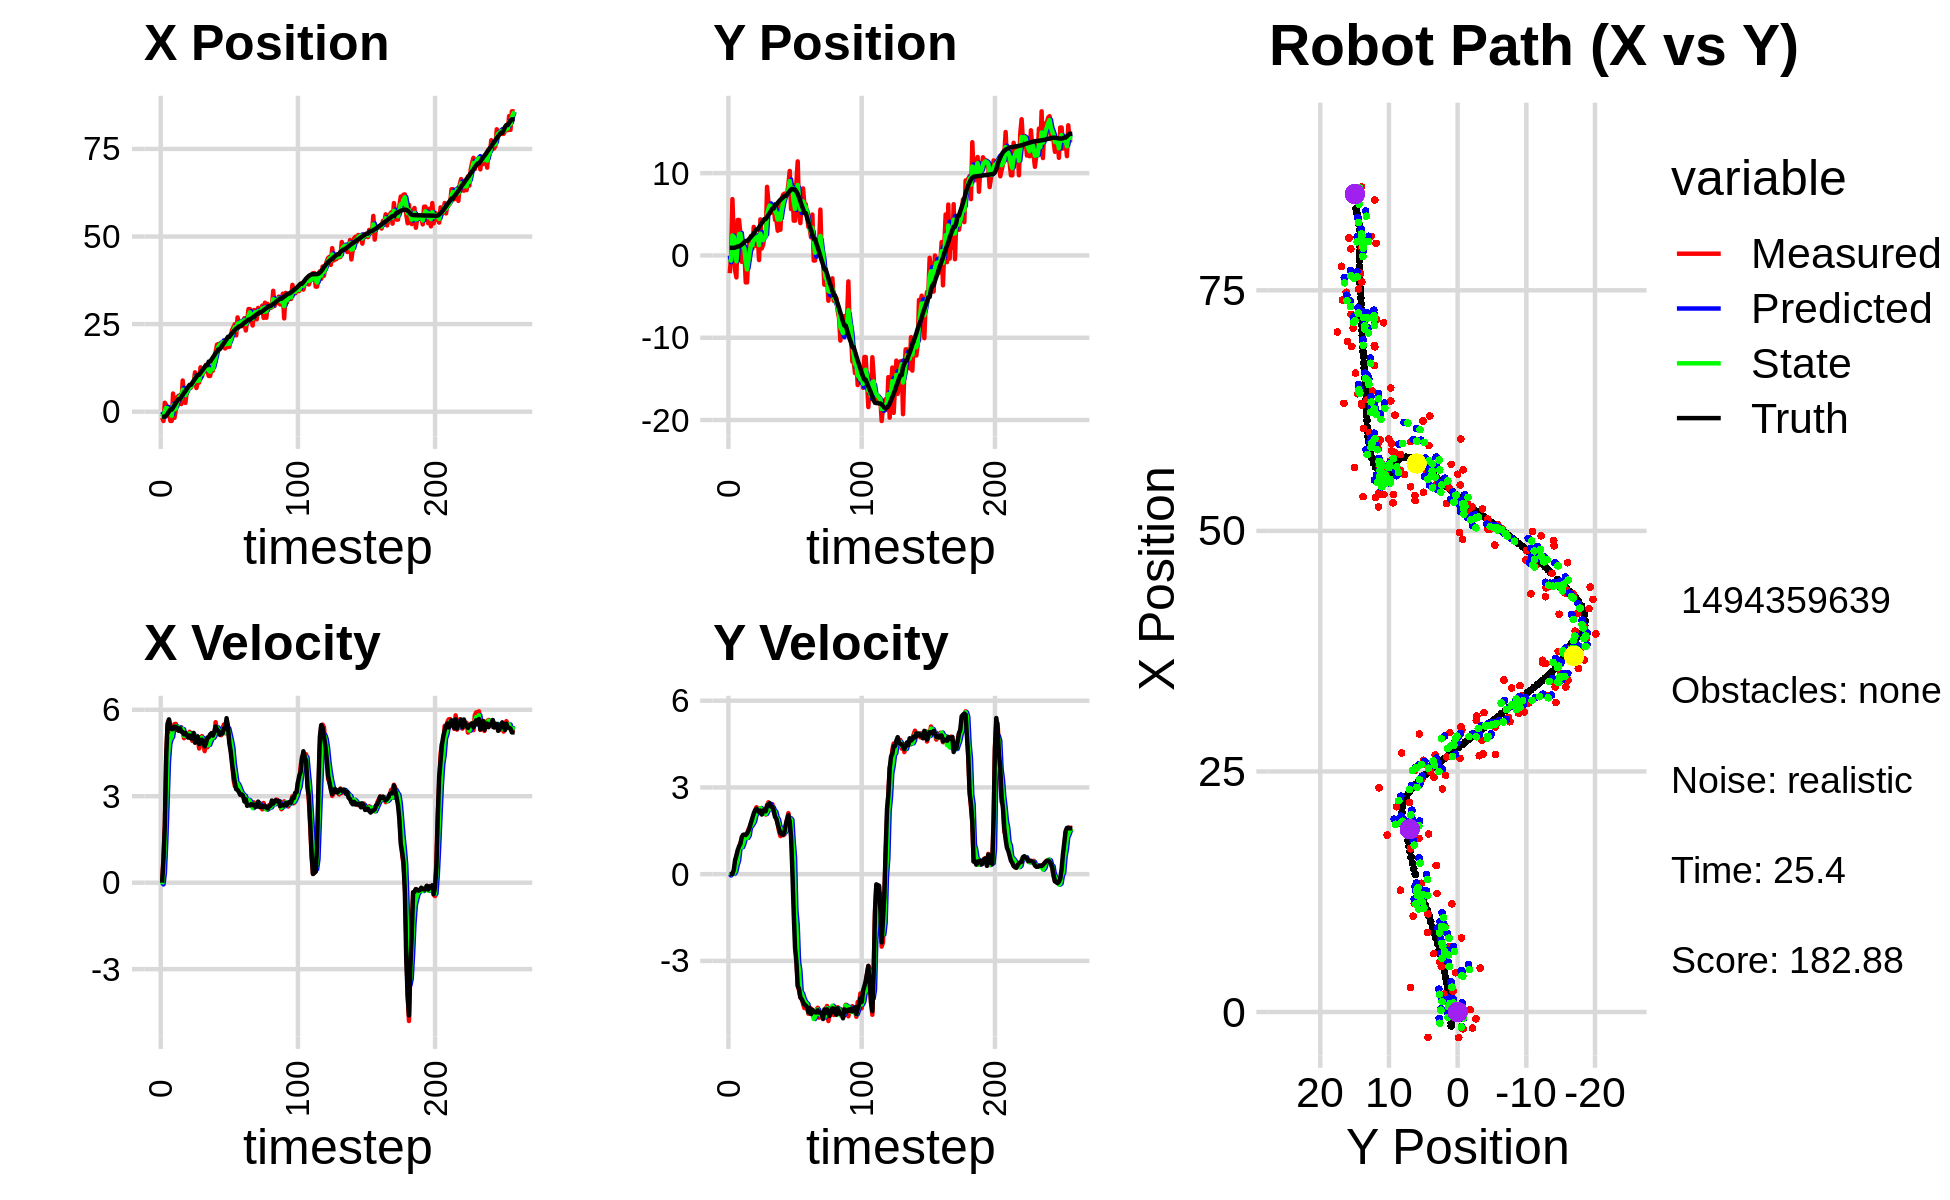 X Position
75
50
25
0
0
100
200
timestep
Y Position
10
0
-10
-20
0
100
200
timestep
X Velocity
6
3
0
-3
0
100
200
timestep
Y Velocity
6
3
0
-3
0
100
200
timestep
Robot Path (X vs Y)
X Position
75
50
25
0
20 10 0 -10 -20
Y Position
variable
Measured
Predicted
State
Truth
1494359639
Obstacles: none
Noise: realistic
Time: 25.4
Score: 182.88